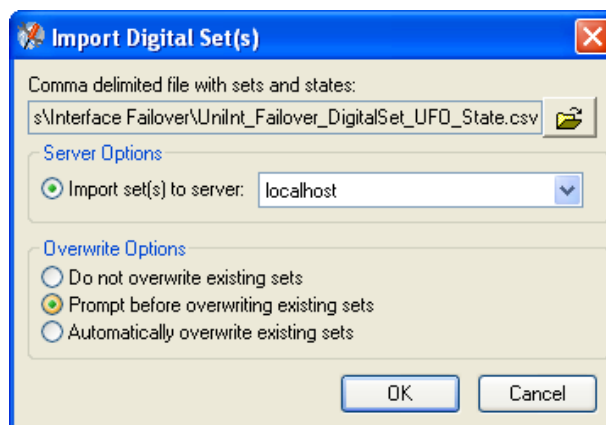 Import Digital Set(s)
Comma delimited file with sets and states:
s\Interface Failover\UniInt_Failover_DigitalSet_UFO_State.csv
Server Options
Import set(s) to server: localhost
Overwrite Options
Do not overwrite existing sets
Prompt before overwriting existing sets
Automatically overwrite existing sets
OK Cancel